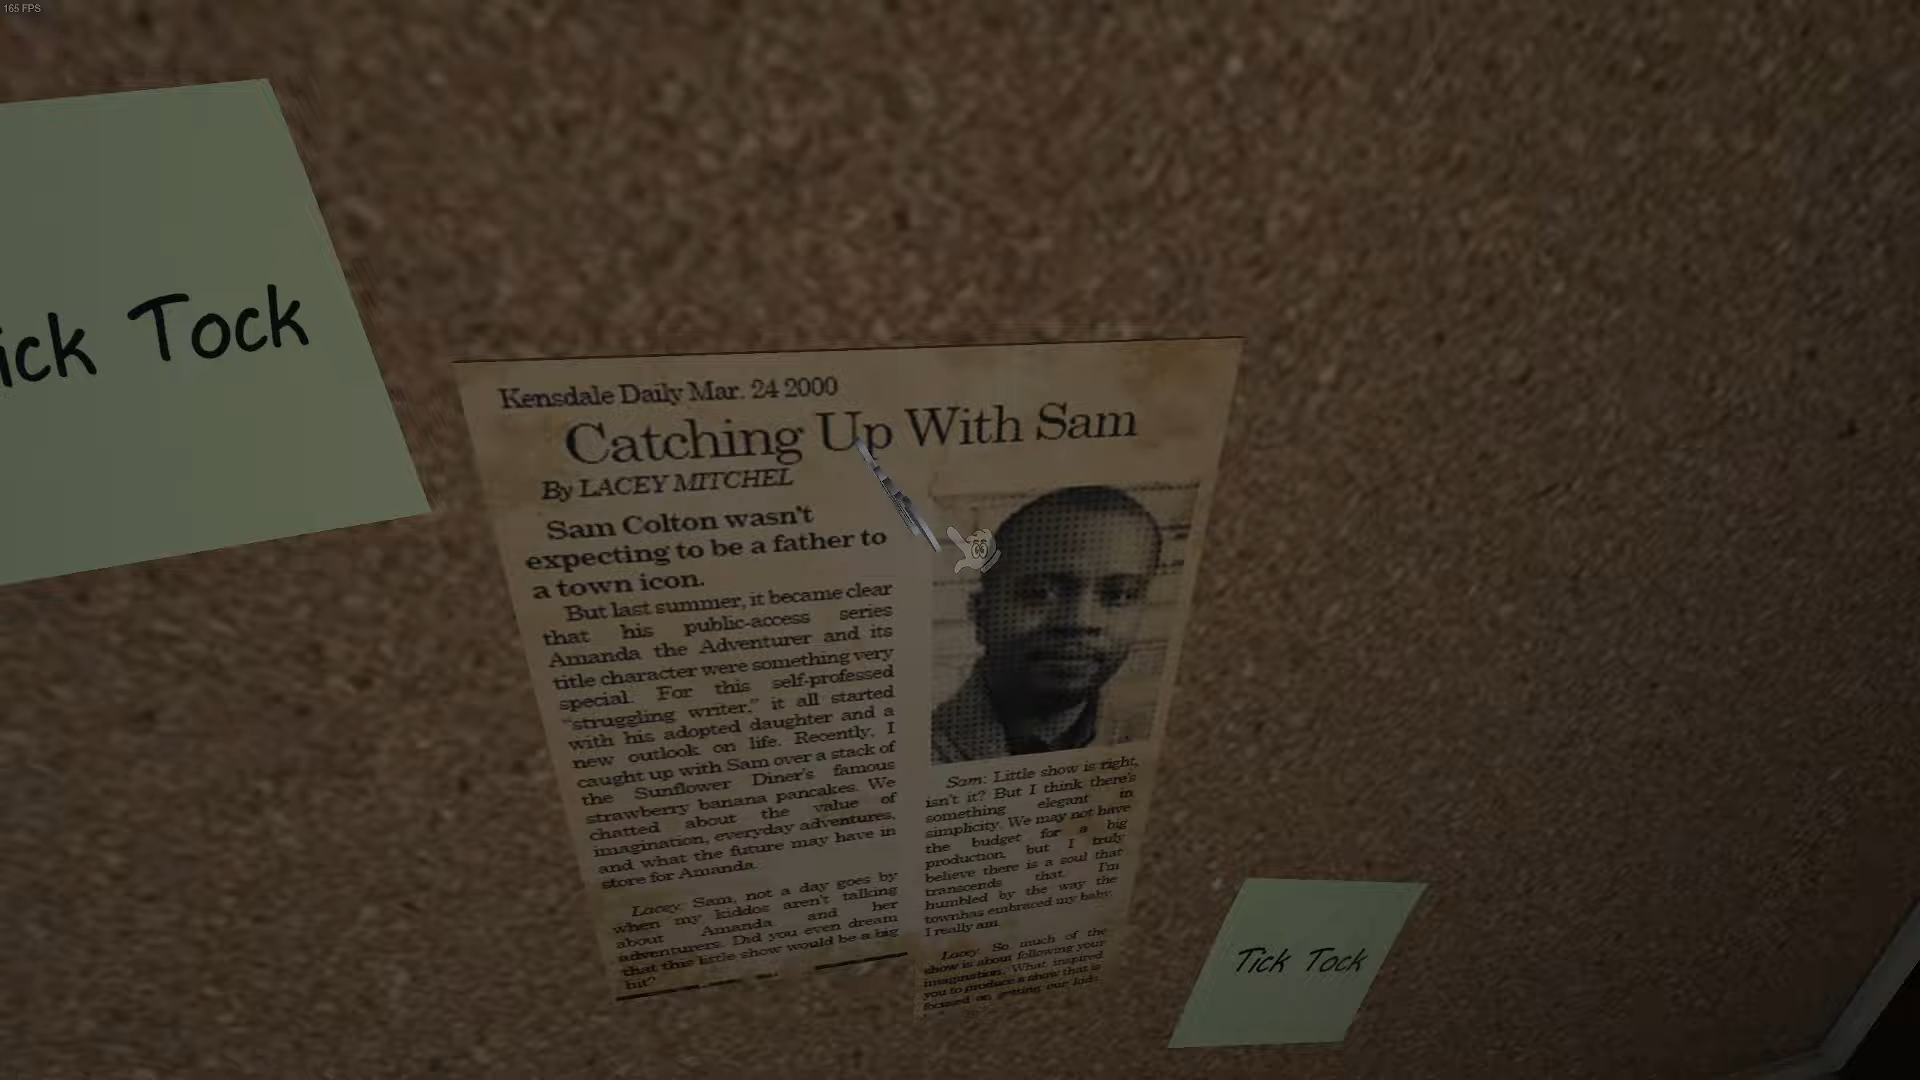 165 FPS
ick Tock
Kensdale Daily Mar. 24 2000
Catching Up With Sam
By LACEY MITCHEL
Sam Colton wasn't
expecting to be a father to
a town icon.
But last summer, it became clear
that his public-access series
Amanda the Adventurer and its
title character were something very
special. For this self-professed
"struggling writer," it all started
with his adopted daughter and a
new outlook on life. Recently, I
caught up with Sam over a stack of
the Sunflower Diner's famous
strawberry banana pancakes. We
chatted about the value of
imagination, everyday adventures,
and what the future may have in
store for Amanda.
Lacey: Sam, not a day goes by
when my kiddos aren't talking
about Amanda and her
adventurers. Did you even dream
that this little show would be a big
hit?
Sam: Little show is right,
isn't it? But I think there's
something elegant in
simplicity. We may not have
the budget for a big
production, but I truly
believe there is a soul that
transcends that. I'm
humbled by the way the
townhas embraced my baby.
I really am.
Lacey: So much of the
show is about following your
imagination. What inspired
you to produce a show that is
focused on getting our kids
Tick Tock